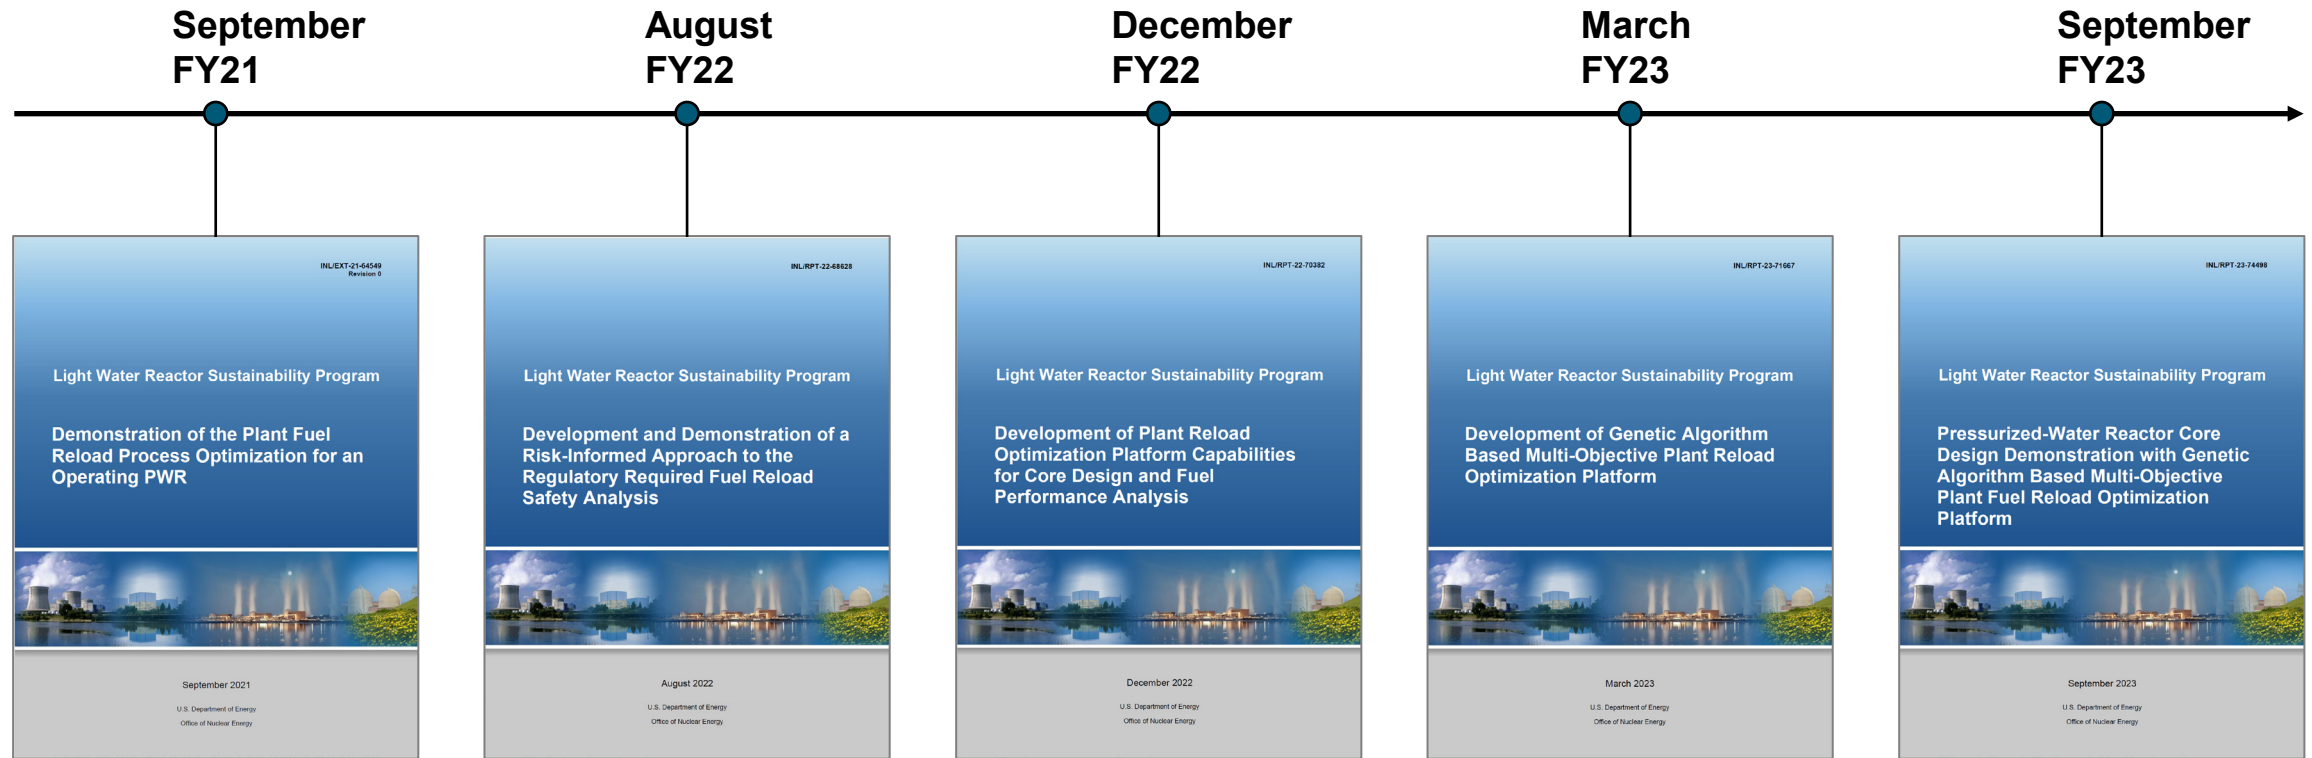 September
FY21
August
FY22
December
FY22
March
FY23
September
FY23
INL/EXT-21-64549
Revision 0
Light Water Reactor Sustainability Program
Demonstration of the Plant Fuel
Reload Process Optimization for an
Operating PWR
September 2021
U.S. Department of Energy
Office of Nuclear Energy
INL/RPT-22-68628
Light Water Reactor Sustainability Program
Development and Demonstration of a
Risk-Informed Approach to the
Regulatory Required Fuel Reload
Safety Analysis
August 2022
U.S. Department of Energy
Office of Nuclear Energy
INL/RPT-22-70382
Light Water Reactor Sustainability Program
Development of Plant Reload
Optimization Platform Capabilities
for Core Design and Fuel
Performance Analysis
December 2022
U.S. Department of Energy
Office of Nuclear Energy
INL/RPT-23-71667
Light Water Reactor Sustainability Program
Development of Genetic Algorithm
Based Multi-Objective Plant Reload
Optimization Platform
March 2023
U.S. Department of Energy
Office of Nuclear Energy
INL/RPT-23-74498
Light Water Reactor Sustainability Program
Pressurized-Water Reactor Core
Design Demonstration with Genetic
Algorithm Based Multi-Objective
Plant Fuel Reload Optimization
Platform
September 2023
U.S. Department of Energy
Office of Nuclear Energy